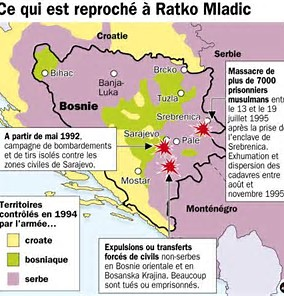 Ce qui est reproché à Ratko Mladic
Croatie
Serbie
Bihac
Banja-
Luka
Brcko
Tuzla
Bosnie
Srebrenica
Sarajevo
Pale
Mostar
Monténégro
Massacre de
plus de 7000
prisonniers
musulmans entre
le 13 et le 19
juillet 1995
après la prise de
l'enclave de
Srebrenica.
Exhumation et
dispersion des
cadavres entre
août et
novembre 1995
A partir de mai 1992,
campagne de bombardements
et de tirs isolés contre les
zones civiles de Sarajevo.
Territoires
contrôlés en 1994
par l'armée...
croate
bosniaque
serbe
Expulsions ou transferts
forcés de civils non-serbes
en Bosnie orientale et en
Bosanska Krajina. Beaucoup
sont tués ou emprisonnés.